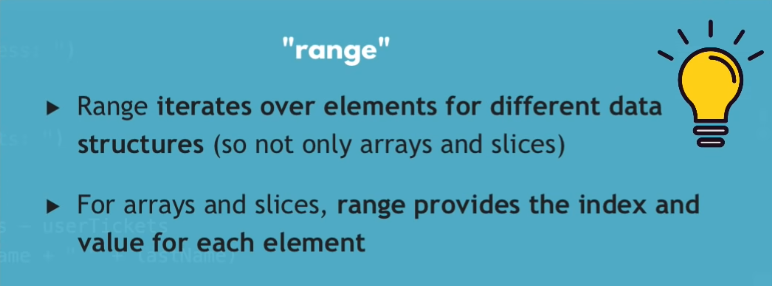 "range"
▶ Range iterates over elements for different data
structures (so not only arrays and slices)
▶ For arrays and slices, range provides the index and
value for each element
userTickets